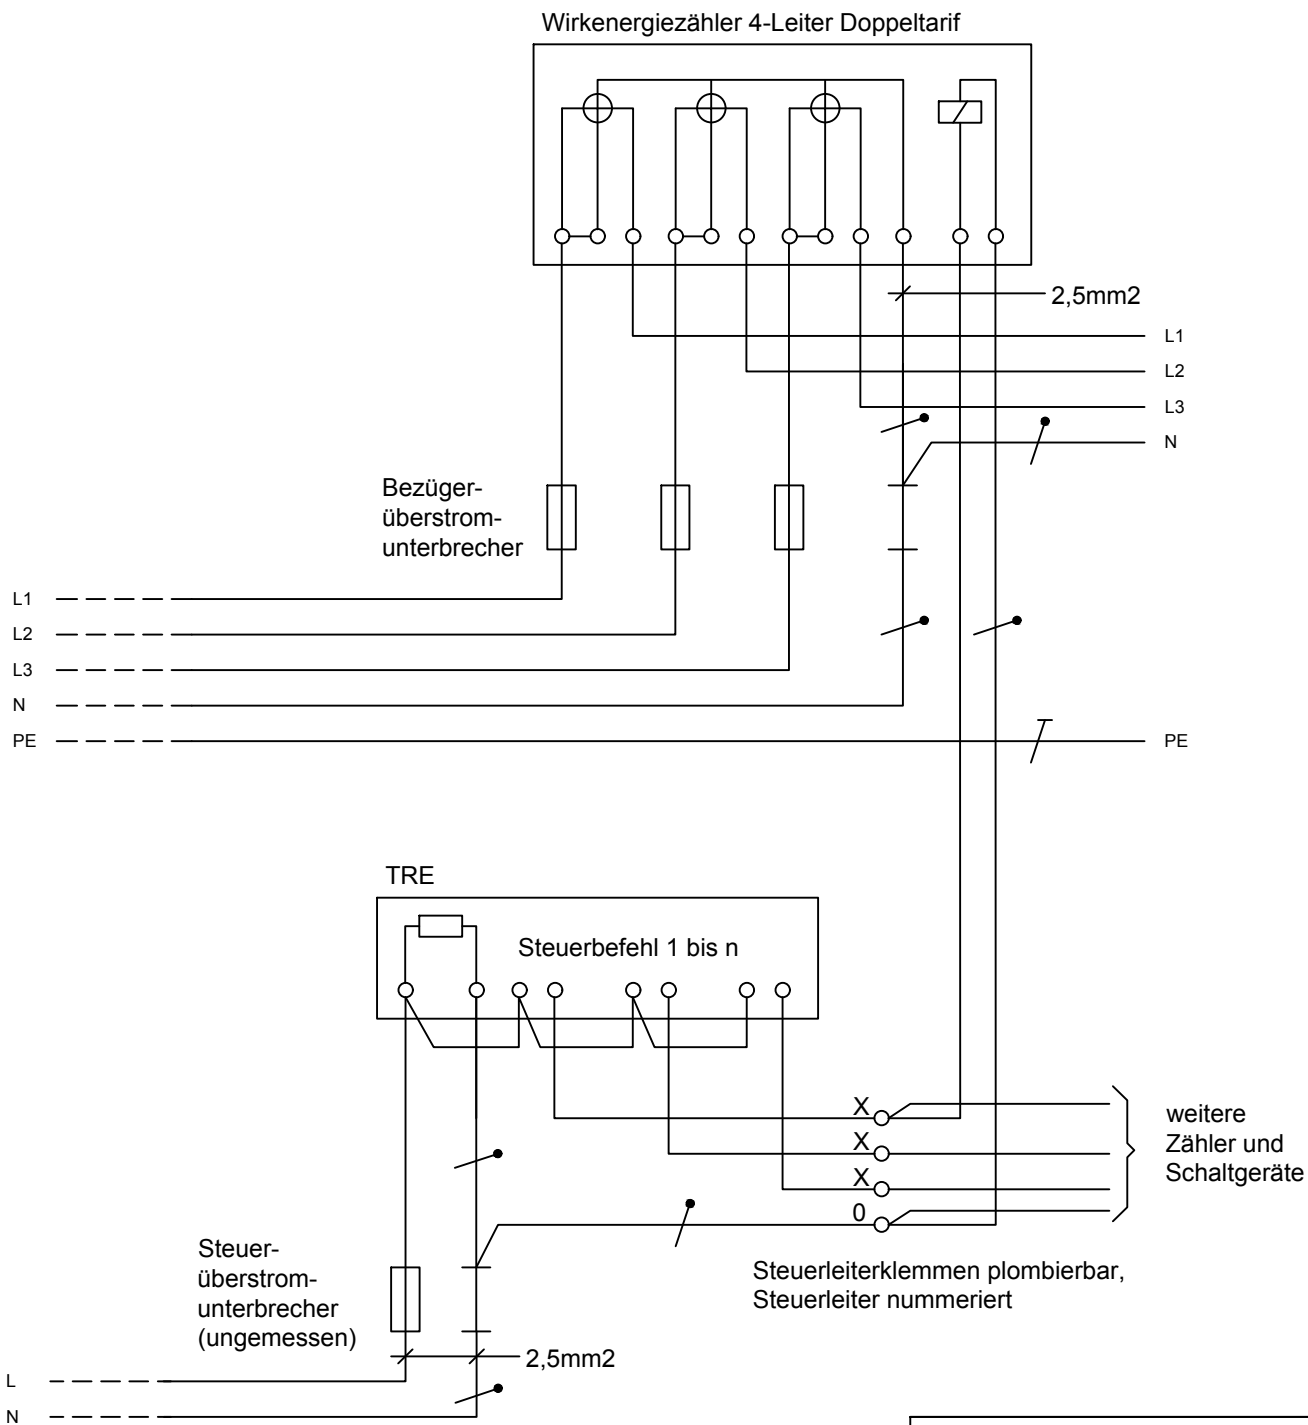 Wirkenergiezähler 4-Leiter Doppeltarif
2,5mm2
L1
L2
L3
N
Bezüger-
überstrom-
unterbrecher
L1
L2
L3
N
PE
PE
TRE
Steuerbefehl 1 bis n
X
X
X
0
weitere
Zähler und
Schaltgeräte
Steuer-
überstrom-
unterbrecher
(ungemessen)
Steuerleiterklemmen plombierbar,
Steuerleiter nummeriert
2,5mm2
L
N